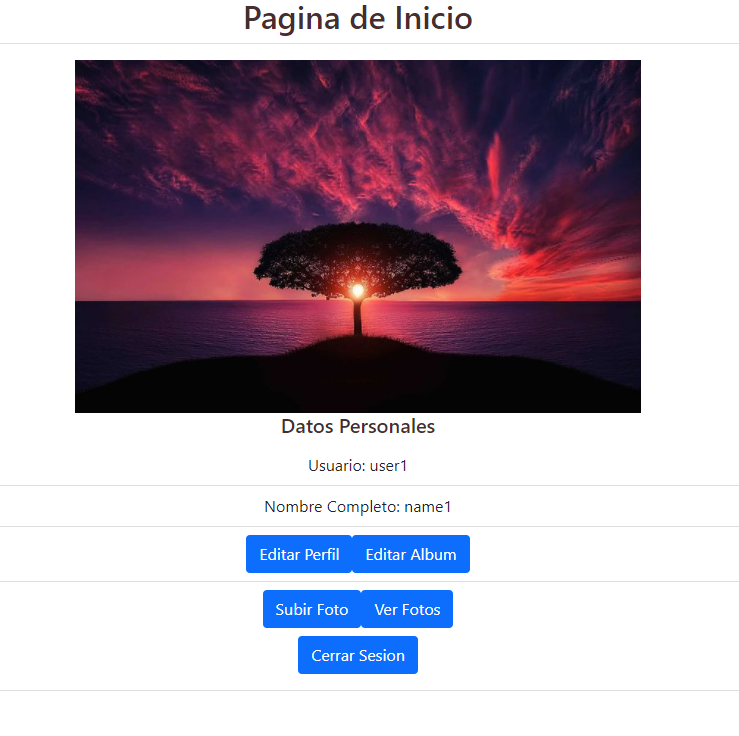 Pagina de Inicio
Datos Personales
Usuario: user1
Nombre Completo: name1
Editar Perfil Editar Album
Subir Foto Ver Fotos
Cerrar Sesion